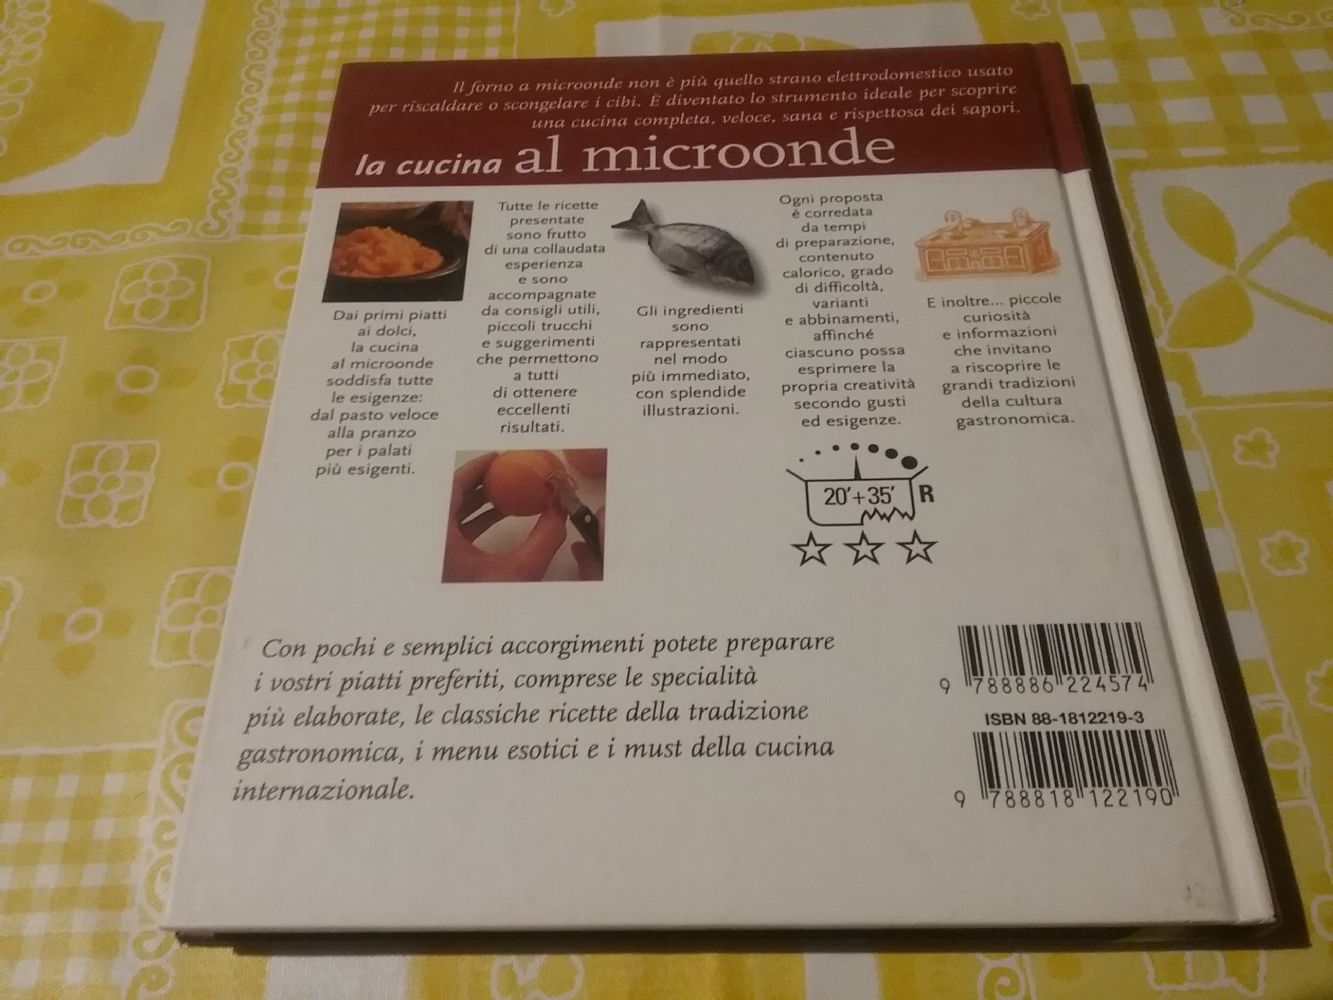 Il forno a microonde non è più quello strano elettrodomestico usato
per riscaldare o scongelare i cibi. È diventato lo strumento ideale per scoprire
una cucina completa, veloce, sana e rispettosa dei sapori.
la cucina al microonde
Dai primi piatti
ai dolci,
la cucina
al microonde
soddisfa tutte
le esigenze:
dal pasto veloce
alla pranzo
per i palati
più esigenti.
Tutte le ricette
presentate
sono frutto
di una collaudata
esperienza
e sono
accompagnate
da consigli utili,
piccoli trucchi
e suggerimenti
che permettono
a tutti
di ottenere
eccellenti
risultati.
Gli ingredienti
sono
rappresentati
nel modo
più immediato,
con splendide
illustrazioni.
Ogni proposta
è corredata
da tempi
di preparazione,
contenuto
calorico, grado
di difficoltà,
varianti
e abbinamenti,
affinché
ciascuno possa
esprimere la
propria creatività
secondo gusti
ed esigenze.
20'+35' R
E inoltre... piccole
curiosità
e informazioni
che invitano
a riscoprire le
grandi tradizioni
della cultura
gastronomica.
Con pochi e semplici accorgimenti potete preparare
i vostri piatti preferiti, comprese le specialità
più elaborate, le classiche ricette della tradizione
gastronomica, i menu esotici e i must della cucina
internazionale.
9 788886 224574
ISBN 88-1812219-3
9 788818 122190